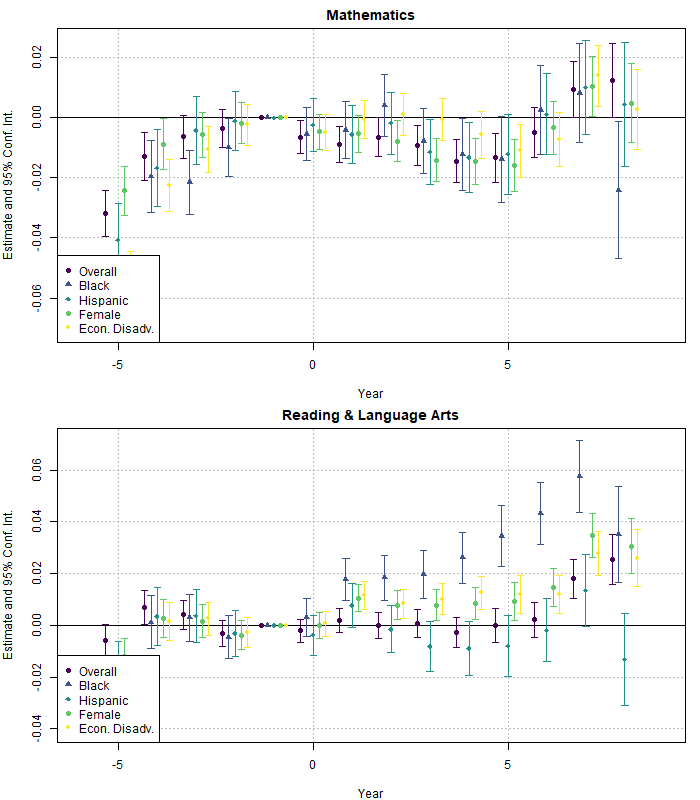 Mathematics
Estimate and 95% Conf. Int.
0.02
0.00
-0.02
-0.04
-0.06
Overall
Black
Hispanic
Female
Econ. Disadv.
-5 0 5
Year
Reading & Language Arts
Estimate and 95% Conf. Int.
0.06
0.04
0.02
0.00
-0.02
-0.04
Overall
Black
Hispanic
Female
Econ. Disadv.
-5 0 5
Year